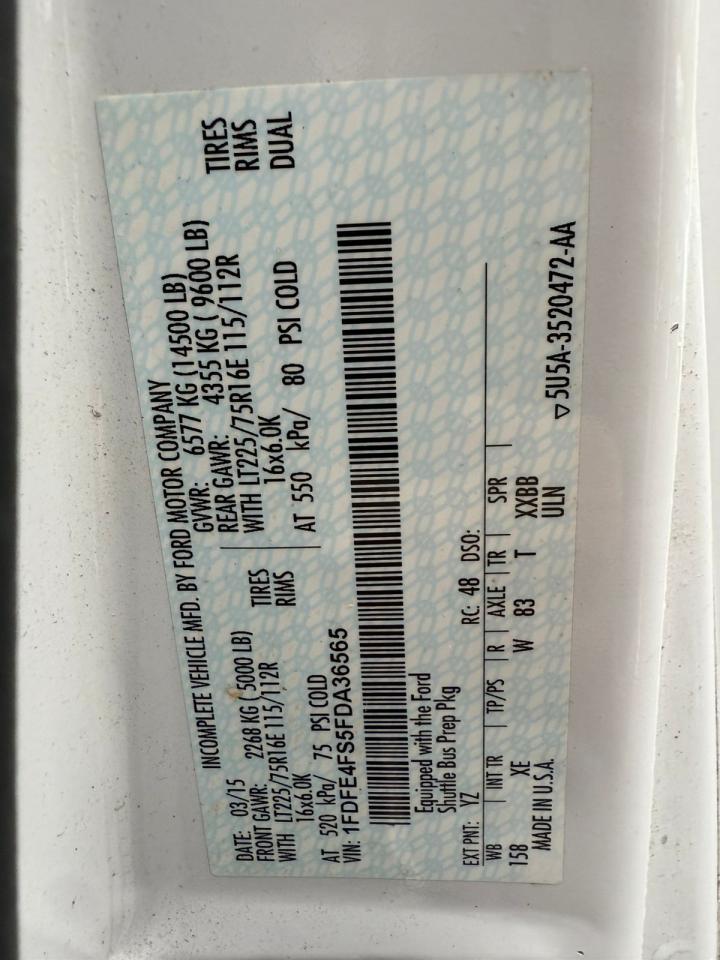 INCOMPLETE VEHICLE MFD. BY FORD MOTOR COMPANY
DATE: 03/15 GVWR: 6577 KG (14500 LB)
FRONT GAWR: 2268 KG ( 5000 LB) REAR GAWR: 4355 KG ( 9600 LB)
WITH LT225/75R16E 115/112R TIRES WITH LT225/75R16E 115/112R TIRES
16x6.0K RIMS 16x6.0K RIMS
AT 520 kPa/ 75 PSI COLD AT 550 kPa/ 80 PSI COLD DUAL
VIN: 1FDFE4FS5FDA36565
Equipped with the Ford
Shuttle Bus Prep Pkg
EXT PNT: YZ RC: 48 DSO:
WB INT TR TP/PS R AXLE TR SPR
158 XE W 83 T XXBB
MADE IN U.S.A. ULN
▽5U5A-3520472-AA